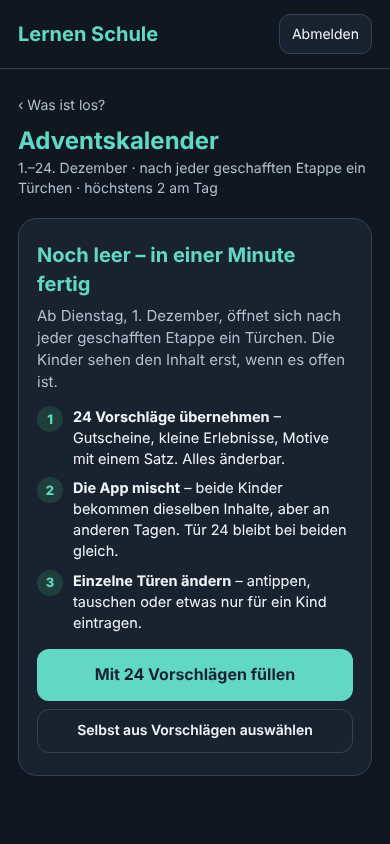 Lernen Schule
Abmelden
‹ Was ist los?
Adventskalender
1.–24. Dezember · nach jeder geschafften Etappe ein
Türchen · höchstens 2 am Tag
Noch leer – in einer Minute
fertig
Ab Dienstag, 1. Dezember, öffnet sich nach
jeder geschafften Etappe ein Türchen. Die
Kinder sehen den Inhalt erst, wenn es offen
ist.
1
24 Vorschläge übernehmen –
Gutscheine, kleine Erlebnisse, Motive
mit einem Satz. Alles änderbar.
2
Die App mischt – beide Kinder
bekommen dieselben Inhalte, aber an
anderen Tagen. Tür 24 bleibt bei beiden
gleich.
3
Einzelne Türen ändern – antippen,
tauschen oder etwas nur für ein Kind
eintragen.
Mit 24 Vorschlägen füllen
Selbst aus Vorschlägen auswählen